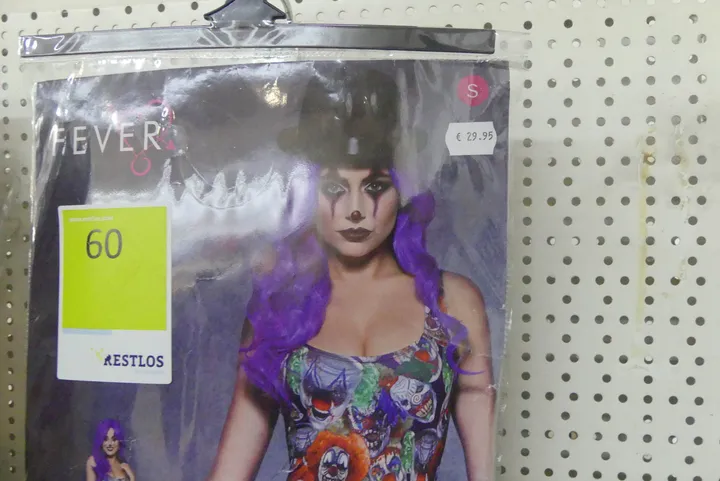 FEVER
S
€ 29.95
60
RESTLOS